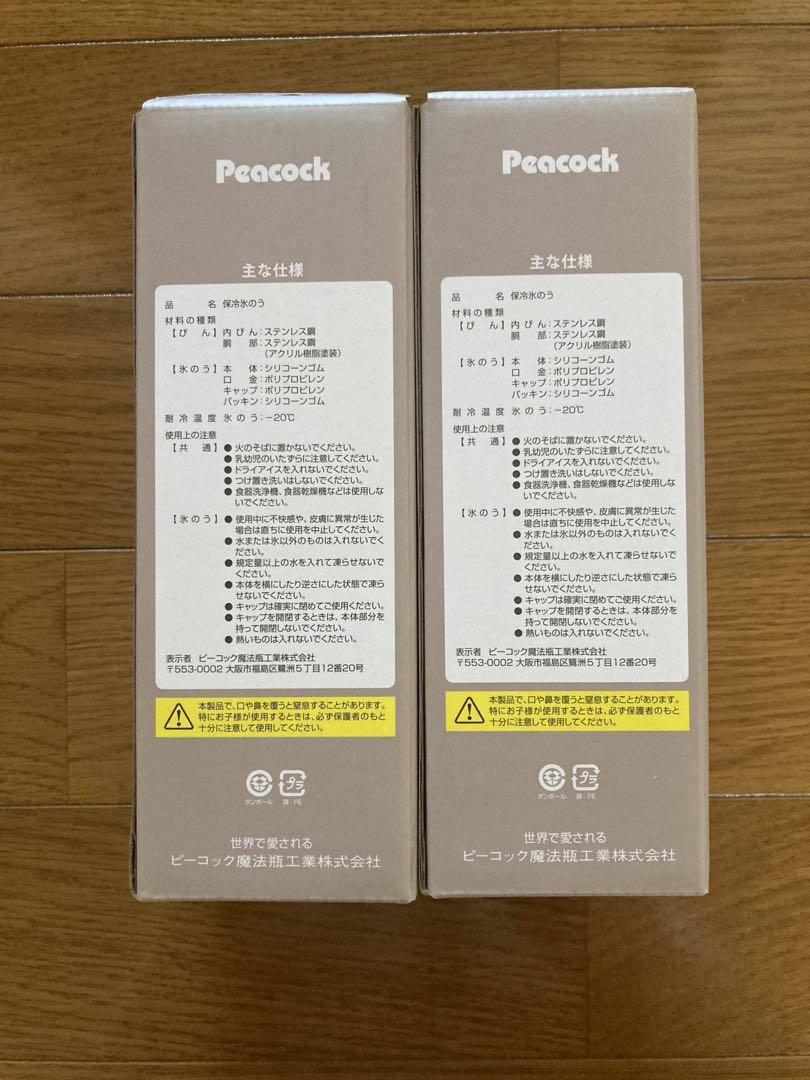 Peacock
主な仕様
品 名 保冷氷のう
材料の種類
【び ん】内 び ん：ステンレス鋼
胴 部：ステンレス鋼
（アクリル樹脂塗装）
【氷のう】本 体：シリコーンゴム
口 金：ポリプロピレン
キャップ：ポリプロピレン
パッキン：シリコーンゴム
耐 冷 温 度 氷 の う：−20℃
使用上の注意
【共 通】●火のそばに置かないでください。
●乳幼児のいたずらに注意してください。
●ドライアイスを入れないでください。
●つけ置き洗いはしないでください。
●食器洗浄機、食器乾燥機などは使用しな
いでください。
【氷のう】●使用中に不快感や、皮膚に異常が生じた
場合は直ちに使用を中止してください。
●水または氷以外のものは入れないでく
ださい。
●規定量以上の水を入れて凍らせないで
ください。
●本体を横にしたり逆さにした状態で凍ら
せないでください。
●キャップは確実に閉めてご使用ください。
●キャップを開閉するときは、本体部分を
持って開閉しないでください。
●熱いものは入れないでください。
表示者 ピーコック魔法瓶工業株式会社
〒553-0002 大阪市福島区鷺洲5丁目12番20号
本製品で、口や鼻を覆うと窒息することがあります。
特にお子様が使用するときは、必ず保護者のもと
十分に注意して使用してください。
プラ
ダンボール 袋：PE
世界で愛される
ピーコック魔法瓶工業株式会社
Peacock
主な仕様
品 名 保冷氷のう
材料の種類
【び ん】内 び ん：ステンレス鋼
胴 部：ステンレス鋼
（アクリル樹脂塗装）
【氷のう】本 体：シリコーンゴム
口 金：ポリプロピレン
キャップ：ポリプロピレン
パッキン：シリコーンゴム
耐 冷 温 度 氷 の う：−20℃
使用上の注意
【共 通】●火のそばに置かないでください。
●乳幼児のいたずらに注意してください。
●ドライアイスを入れないでください。
●つけ置き洗いはしないでください。
●食器洗浄機、食器乾燥機などは使用しな
いでください。
【氷のう】●使用中に不快感や、皮膚に異常が生じた
場合は直ちに使用を中止してください。
●水または氷以外のものは入れないでく
ださい。
●規定量以上の水を入れて凍らせないで
ください。
●本体を横にしたり逆さにした状態で凍ら
せないでください。
●キャップは確実に閉めてご使用ください。
●キャップを開閉するときは、本体部分を
持って開閉しないでください。
●熱いものは入れないでください。
表示者 ピーコック魔法瓶工業株式会社
〒553-0002 大阪市福島区鷺洲5丁目12番20号
本製品で、口や鼻を覆うと窒息することがあります。
特にお子様が使用するときは、必ず保護者のもと
十分に注意して使用してください。
プラ
ダンボール 袋：PE
世界で愛される
ピーコック魔法瓶工業株式会社